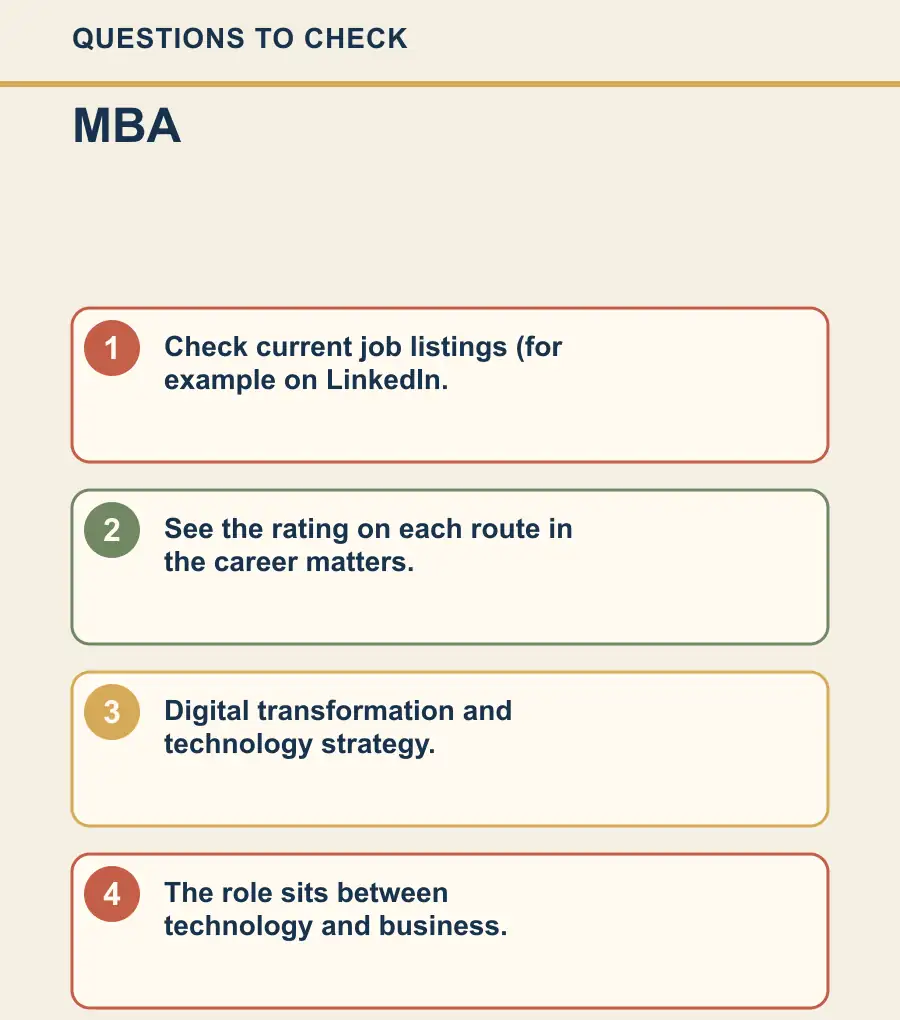 QUESTIONS TO CHECK
MBA
1
Check current job listings (for
example on LinkedIn.
2
See the rating on each route in
the career matters.
3
Digital transformation and
technology strategy.
4
The role sits between
technology and business.